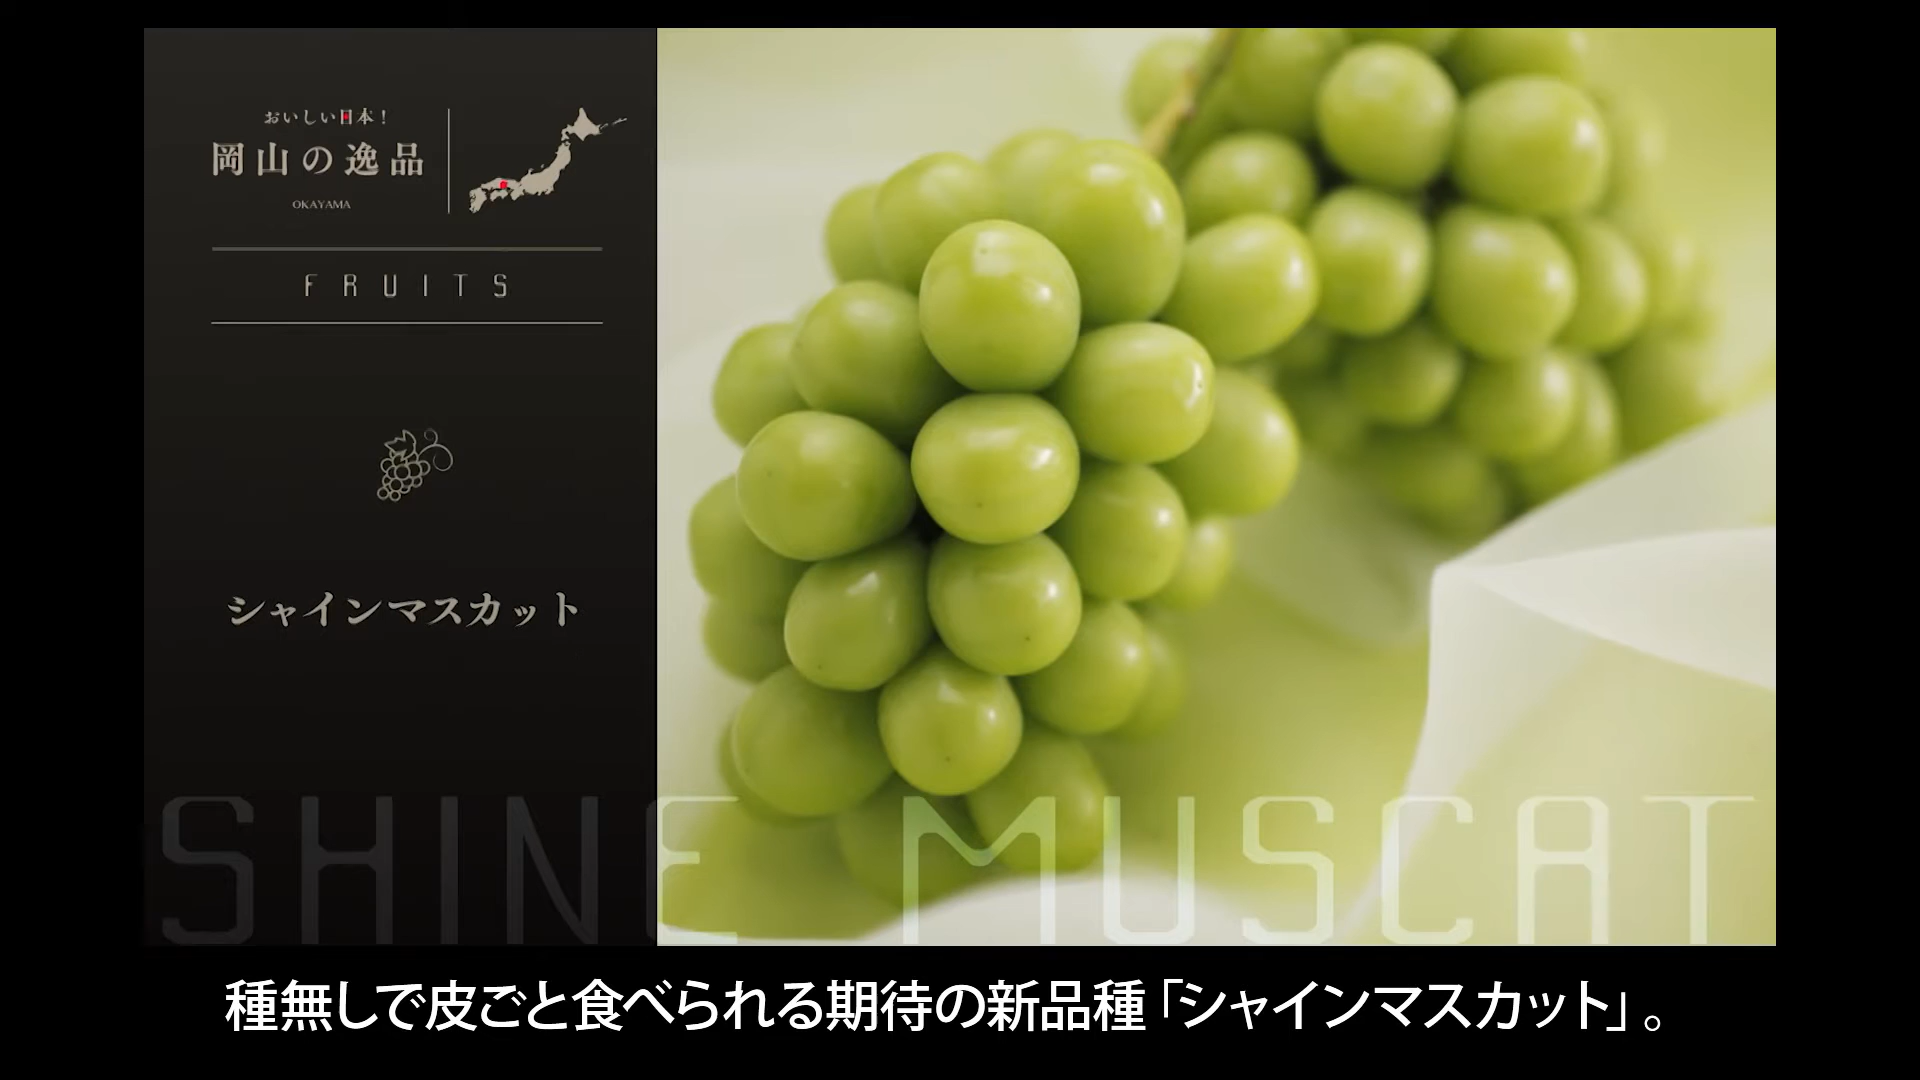 おいしい日本!
岡山の逸品
OKAYAMA
FRUITS
シャインマスカット
SHINE MUSCAT
種無しで皮ごと食べられる期待の新品種「シャインマスカット」。